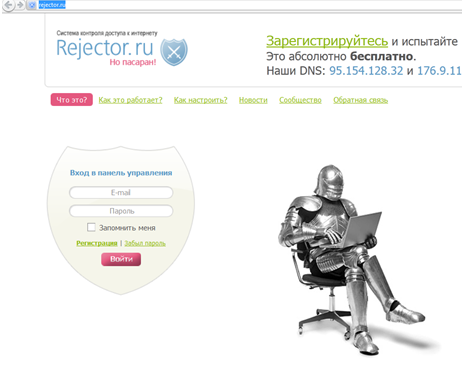 rejector.ru
Система контроля доступа к интернету
Rejector.ru
Но пасаран!
Зарегистрируйтесь и испытайте
Это абсолютно бесплатно.
Наши DNS: 95.154.128.32 и 176.9.11
Что это? Как это работает? Как настроить? Новости Сообщество Обратная связь
Вход в панель управления
E-mail
Пароль
Запомнить меня
Регистрация | Забыл пароль
Войти